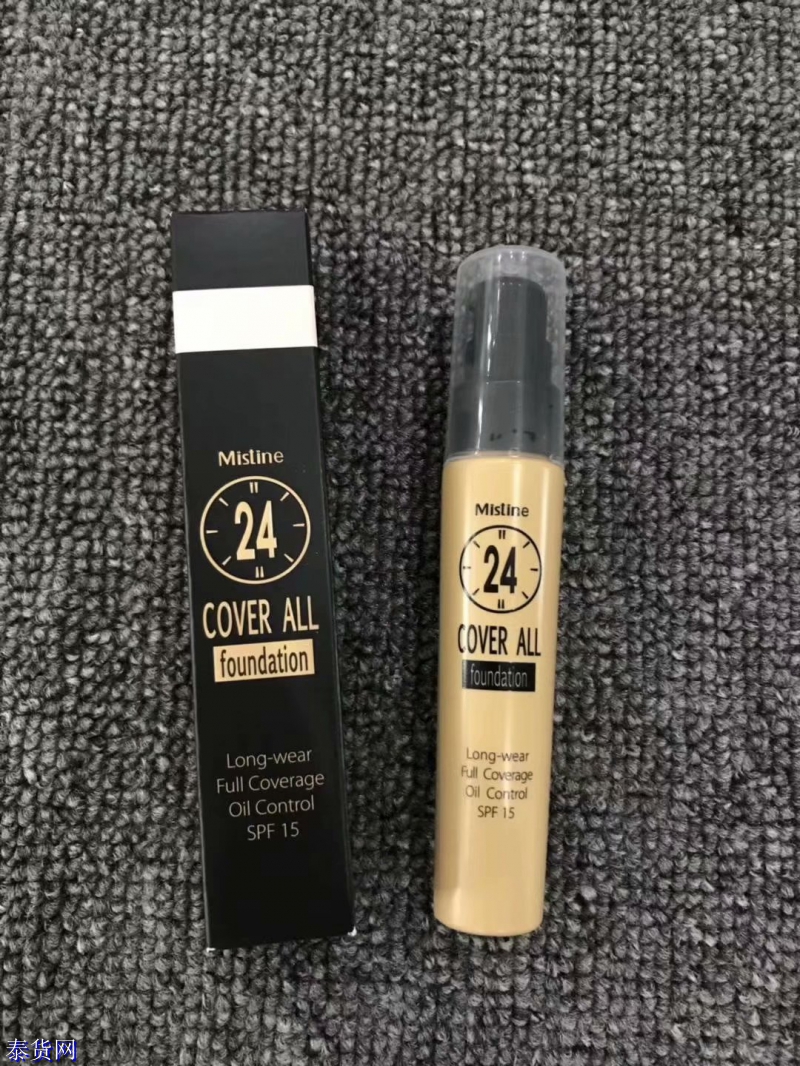 Mistine
24
COVER ALL
foundation
Long-wear
Full Coverage
Oil Control
SPF 15
Mistine
24
COVER ALL
foundation
Long-wear
Full Coverage
Oil Control
SPF 15
泰货网